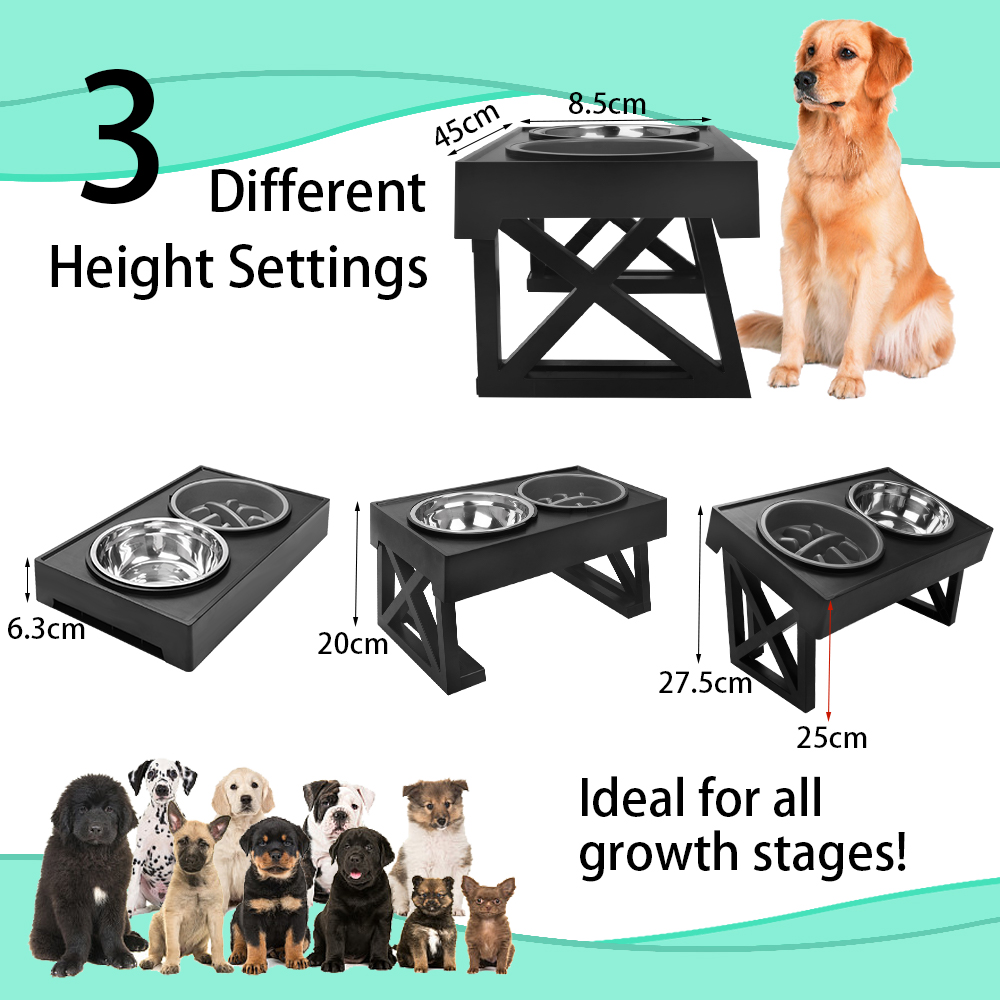 3
Different
Height Settings
45cm
8.5cm
6.3cm
20cm
27.5cm
25cm
Ideal for all
growth stages!